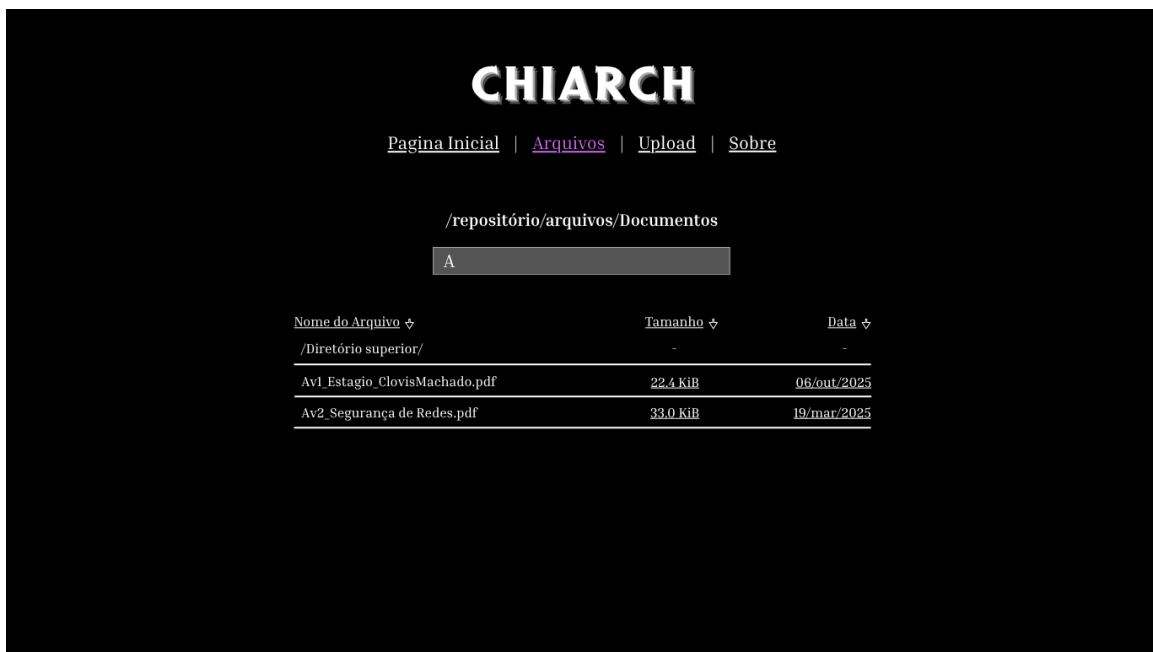 CHIARCH
Pagina Inicial | Arquivos | Upload | Sobre
/repositório/arquivos/Documentos
A
Nome do Arquivo Tamanho Data
/Diretório superior/ - -
Av1_Estagio_ClovisMachado.pdf 22.4 KiB 06/out/2025
Av2_Segurança de Redes.pdf 33.0 KiB 19/mar/2025